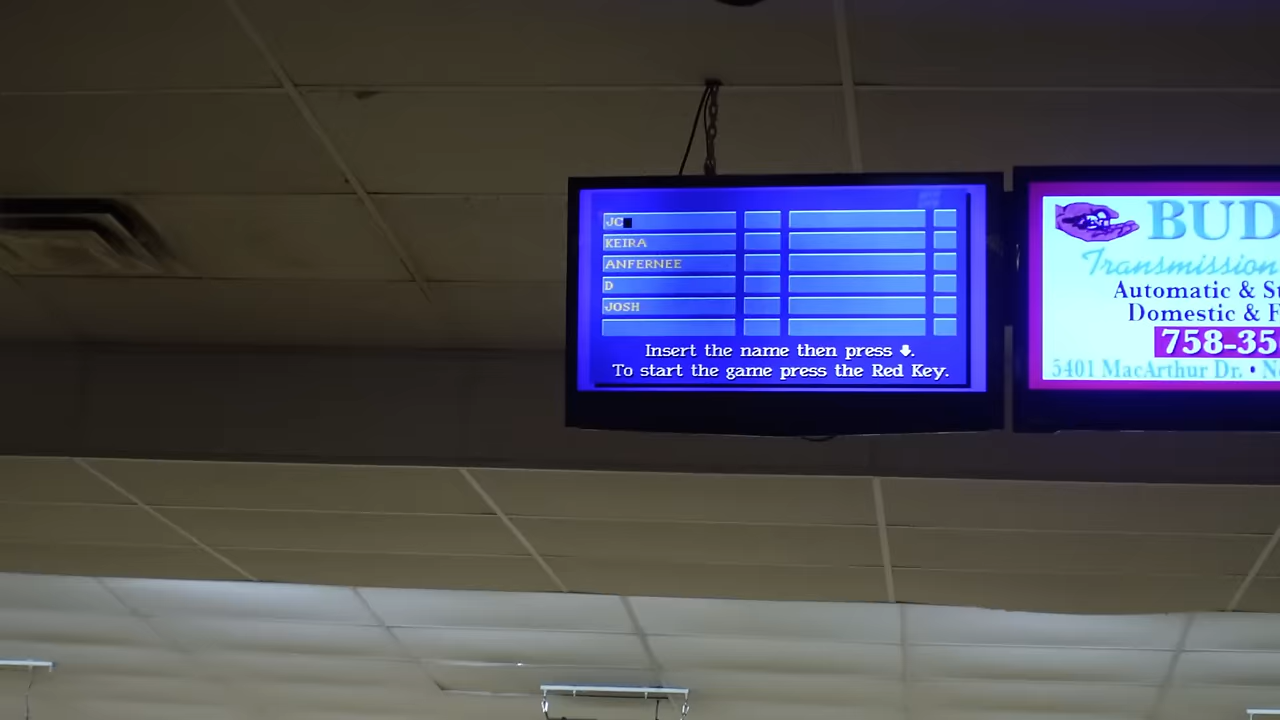 JC
KEIRA
ANFERNEE
D
JOSH
Insert the name then press
To start the game press the Red Key.
BUD
Transmission
Automatic & St
Domestic & F
758-35
5401 MacArthur Dr. • N